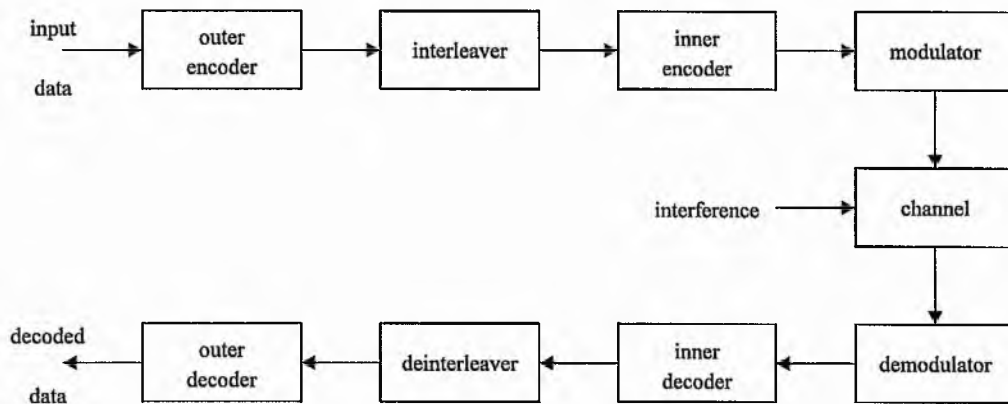 input
data
outer
encoder
interleaver
inner
encoder
modulator
interference
channel
decoded
data
outer
decoder
deinterleaver
inner
decoder
demodulator